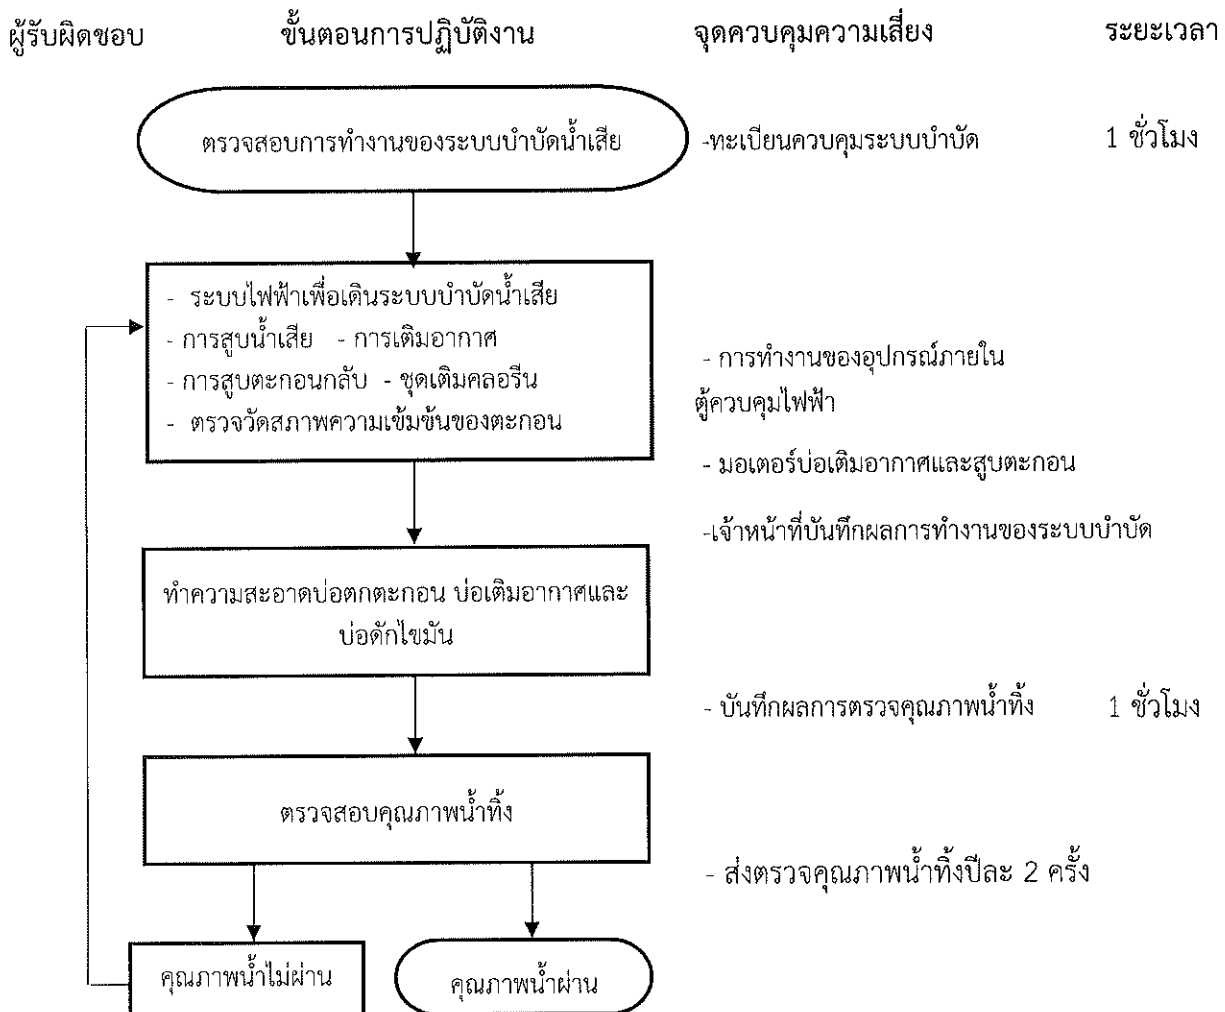 ผู้รับผิดชอบ ขั้นตอนการปฏิบัติงาน จุดควบคุมความเสี่ยง ระยะเวลา
ตรวจสอบการทำงานของระบบบำบัดน้ำเสีย -ทะเบียนควบคุมระบบบำบัด 1 ชั่วโมง
- ระบบไฟฟ้าเพื่อเดินระบบบำบัดน้ำเสีย
- การสูบน้ำเสีย - การเติมอากาศ
- การสูบตะกอนกลับ - ชุดเติมคลอรีน
- ตรวจวัดสภาพความเข้มข้นของตะกอน
- การทำงานของอุปกรณ์ภายใน
ตู้ควบคุมไฟฟ้า
- มอเตอร์บ่อเติมอากาศและสูบตะกอน
-เจ้าหน้าที่บันทึกผลการทำงานของระบบบำบัด
ทำความสะอาดบ่อตกตะกอน บ่อเติมอากาศและ
บ่อดักไขมัน
- บันทึกผลการตรวจคุณภาพน้ำทิ้ง 1 ชั่วโมง
ตรวจสอบคุณภาพน้ำทิ้ง
- ส่งตรวจคุณภาพน้ำทิ้งปีละ 2 ครั้ง
คุณภาพน้ำไม่ผ่าน คุณภาพน้ำผ่าน